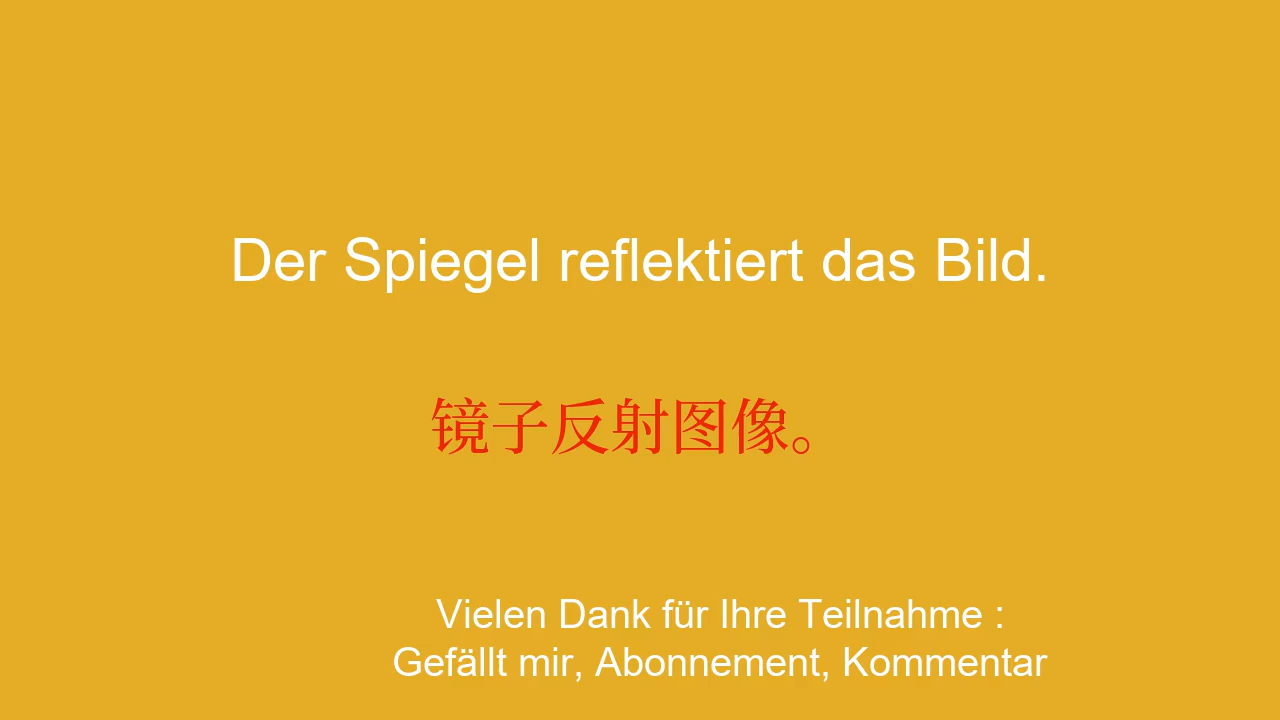 Der Spiegel reflektiert das Bild.
镜子反射图像。
Vielen Dank für Ihre Teilnahme :
Gefällt mir, Abonnement, Kommentar